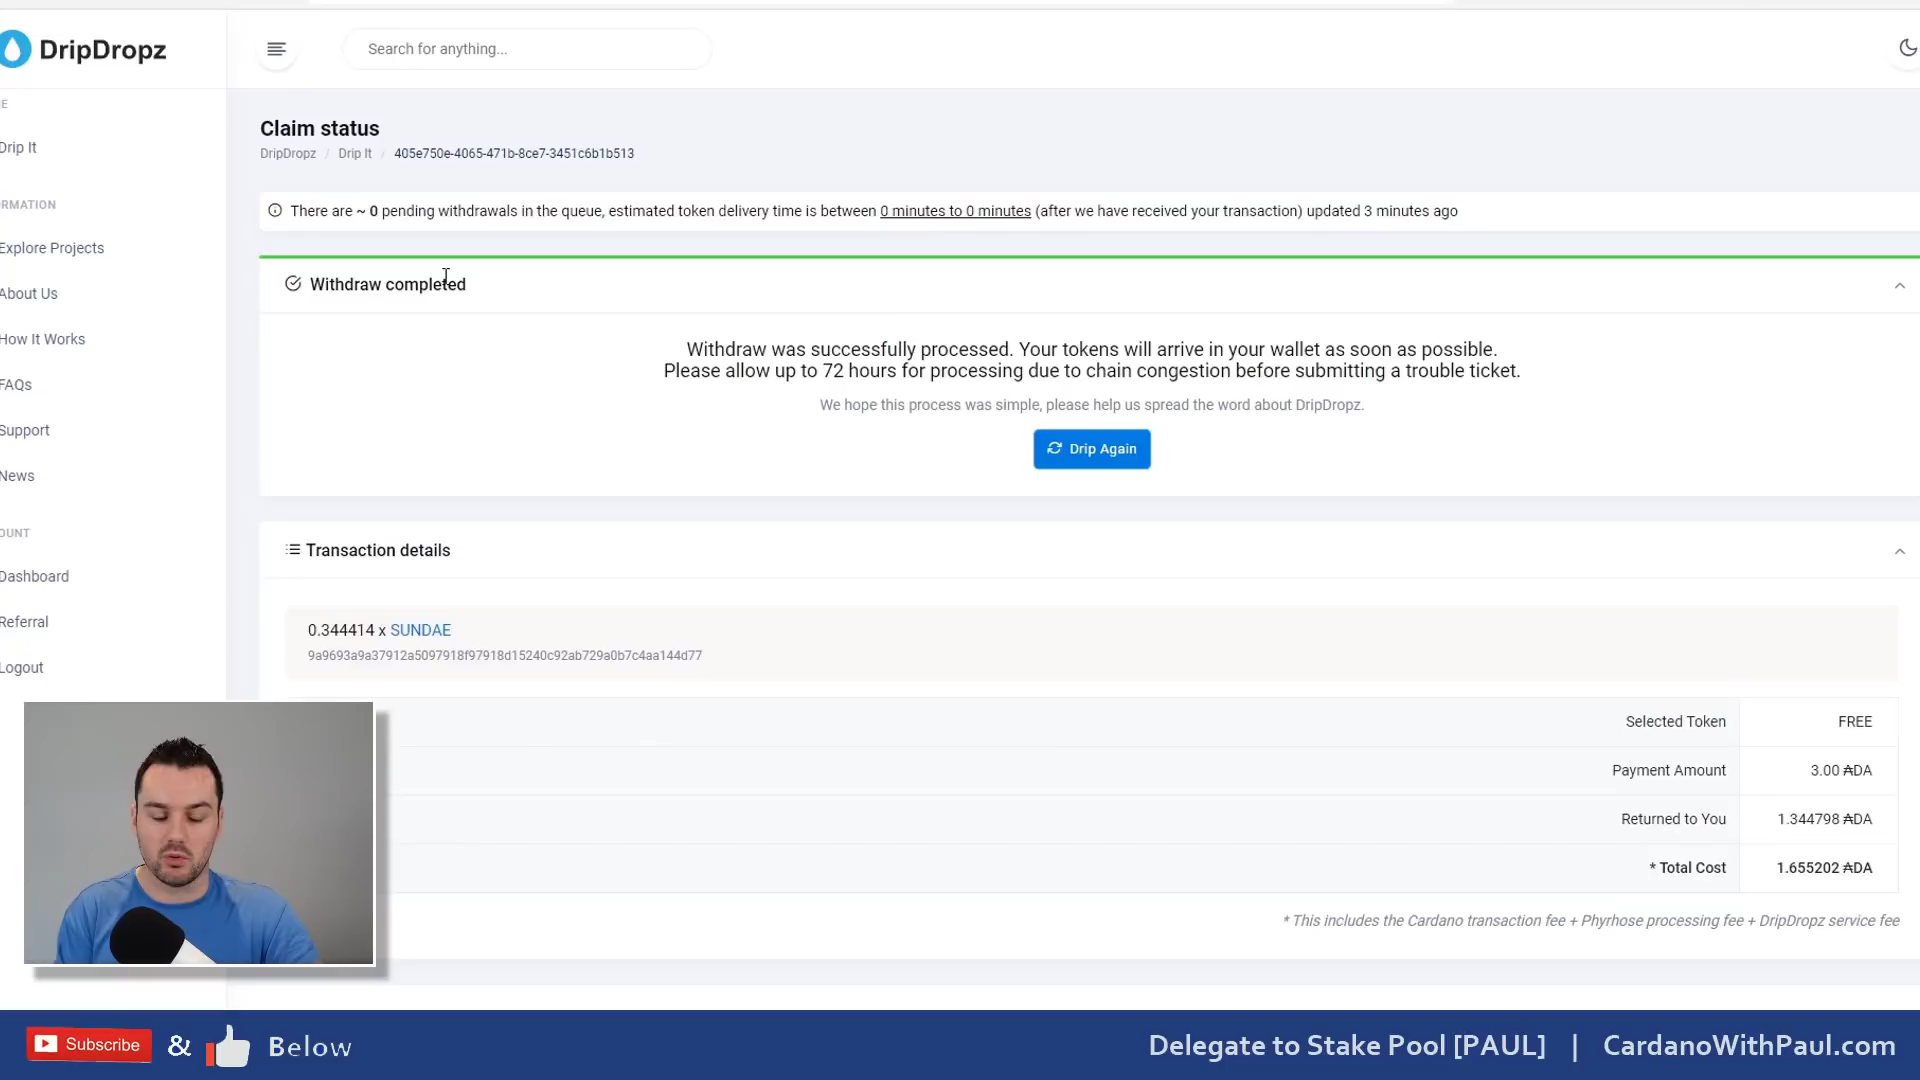 DripDropz
Search for anything...
E
Drip It
RMATION
Explore Projects
About Us
How It Works
FAQs
Support
News
OUNT
Dashboard
Referral
Logout
Claim status
DripDropz / Drip It / 405e750e-4065-471b-8ce7-3451c6b1b513
There are ~ 0 pending withdrawals in the queue, estimated token delivery time is between 0 minutes to 0 minutes (after we have received your transaction) updated 3 minutes ago
Withdraw completed
Withdraw was successfully processed. Your tokens will arrive in your wallet as soon as possible.
Please allow up to 72 hours for processing due to chain congestion before submitting a trouble ticket.
We hope this process was simple, please help us spread the word about DripDropz.
Drip Again
Transaction details
0.344414 x SUNDAE
9a9693a9a37912a5097918f97918d15240c92ab729a0b7c4aa144d77
Selected Token FREE
Payment Amount 3.00 ₳DA
Returned to You 1.344798 ₳DA
* Total Cost 1.655202 ₳DA
* This includes the Cardano transaction fee + Phyrhose processing fee + DripDropz service fee
Subscribe & Below
Delegate to Stake Pool [PAUL] | CardanoWithPaul.com